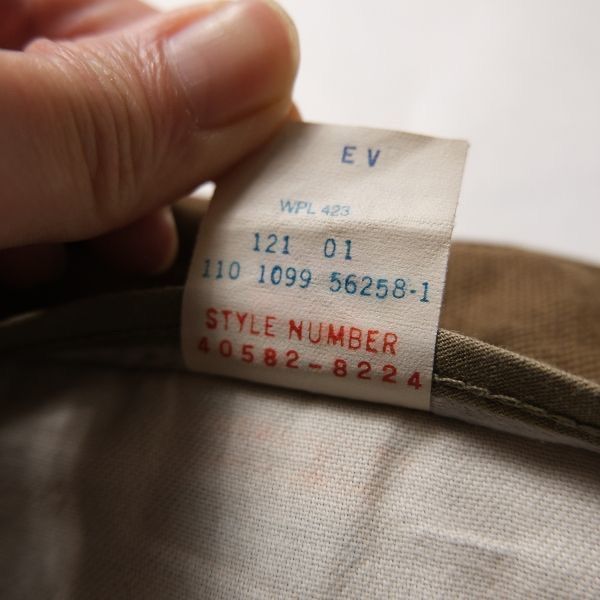 EV
WPL 423
121 01
110 1099 56258-1
STYLE NUMBER
40582-8224